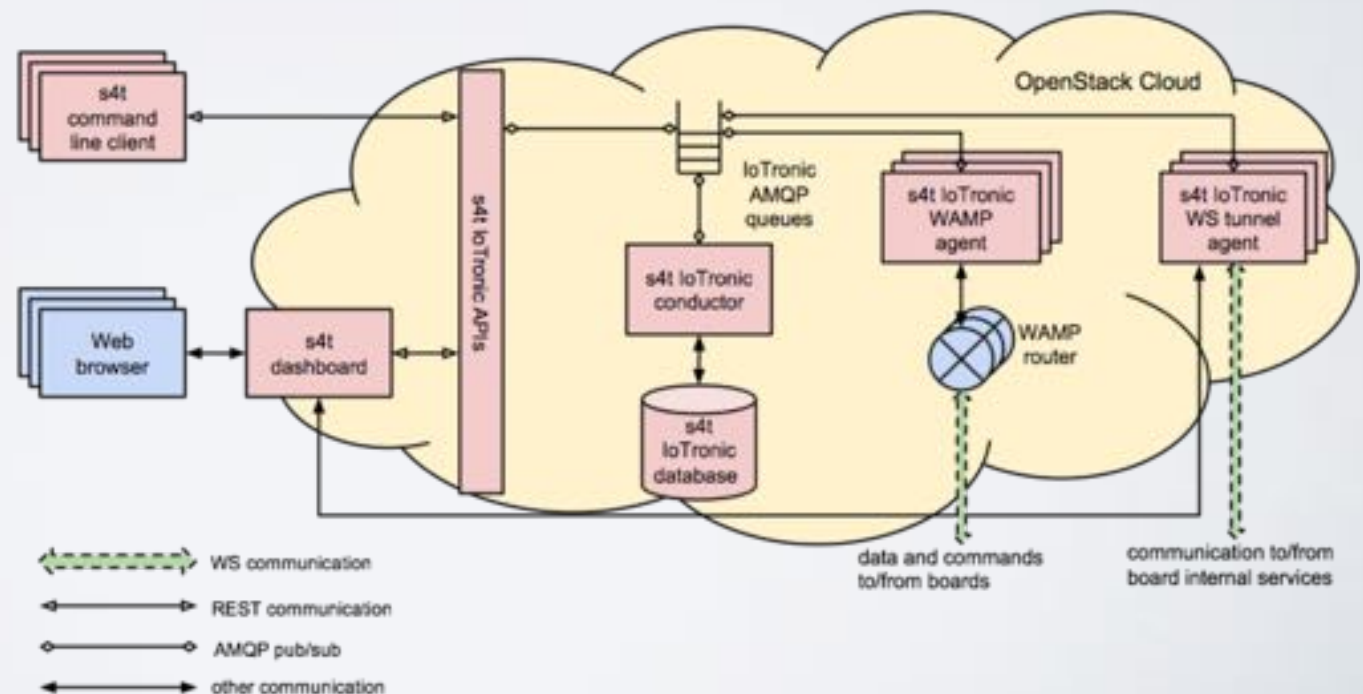 OpenStack Cloud
s4t
command
line client
s4t IoTronic APIs
IoTronic
AMQP
queues
s4t IoTronic
WAMP
agent
s4t IoTronic
WS tunnel
agent
s4t IoTronic
conductor
Web
browser
s4t
dashboard
WAMP
router
s4t
IoTronic
database
data and commands
to/from boards
communication to/from
board internal services
WS communication
REST communication
AMQP pub/sub
other communication